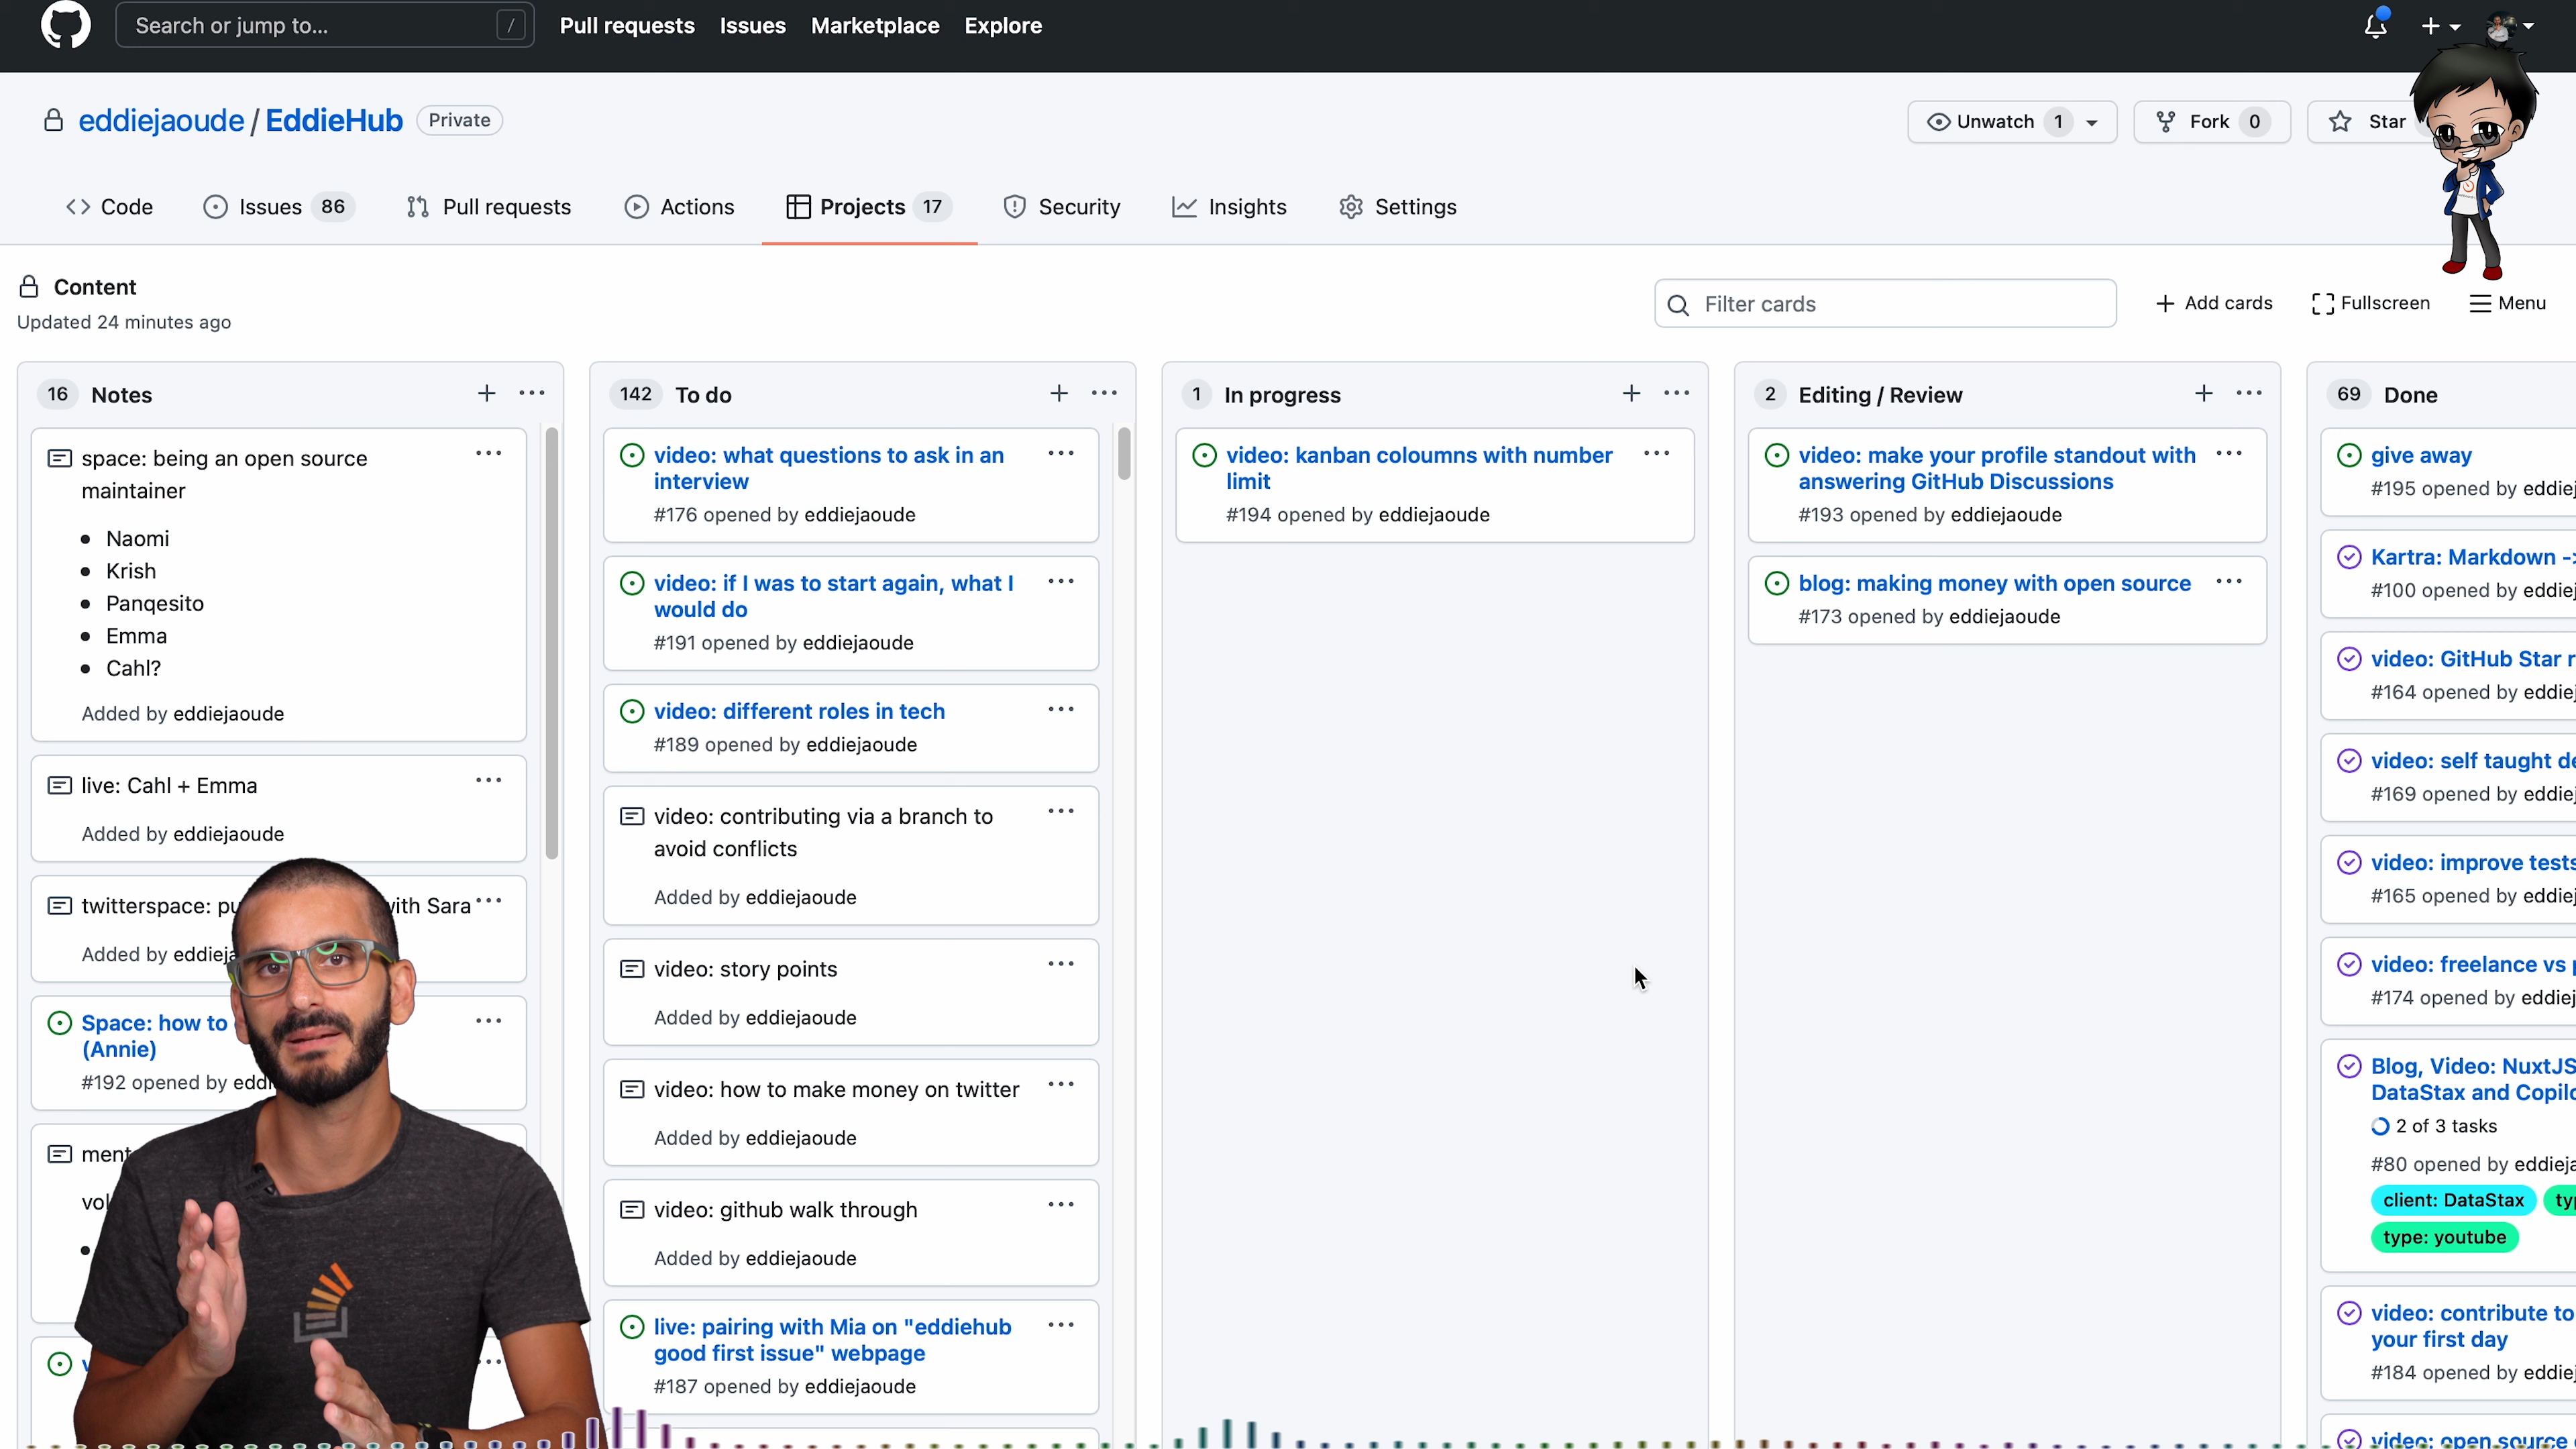 Search or jump to...
/
Pull requests
Issues
Marketplace
Explore
eddiejaoude / EddieHub
Private
Unwatch 1
Fork 0
Star
Code
Issues 86
Pull requests
Actions
Projects 17
Security
Insights
Settings
Content
Updated 24 minutes ago
Filter cards
Add cards
Fullscreen
Menu
16 Notes
space: being an open source
maintainer
Naomi
Krish
Panqesito
Emma
Cahl?
Added by eddiejaoude
live: Cahl + Emma
Added by eddiejaoude
twitterspace: with Sara
Added by
Space: how to
(Annie)
#192 opened by
142 To do
video: what questions to ask in an
interview
#176 opened by eddiejaoude
video: if I was to start again, what I
would do
#191 opened by eddiejaoude
video: different roles in tech
#189 opened by eddiejaoude
video: contributing via a branch to
avoid conflicts
Added by eddiejaoude
video: story points
Added by eddiejaoude
video: how to make money on twitter
Added by eddiejaoude
video: github walk through
Added by eddiejaoude
live: pairing with Mia on "eddiehub
good first issue" webpage
#187 opened by eddiejaoude
1 In progress
video: kanban coloumns with number
limit
#194 opened by eddiejaoude
2 Editing / Review
video: make your profile standout with
answering GitHub Discussions
#193 opened by eddiejaoude
blog: making money with open source
#173 opened by eddiejaoude
69 Done
give away
#195 opened by
Kartra: Markdown
#100 opened by
video: GitHub Star
#164 opened by
video: self taught
#169 opened by
video: improve tests
#165 opened by
video: freelance vs
#174 opened by
Blog, Video: NuxtJS
DataStax and
2 of 3 tasks
#80 opened by
client: DataStax
type: youtube
video: contribute to
your first day
#184 opened by
video: open source